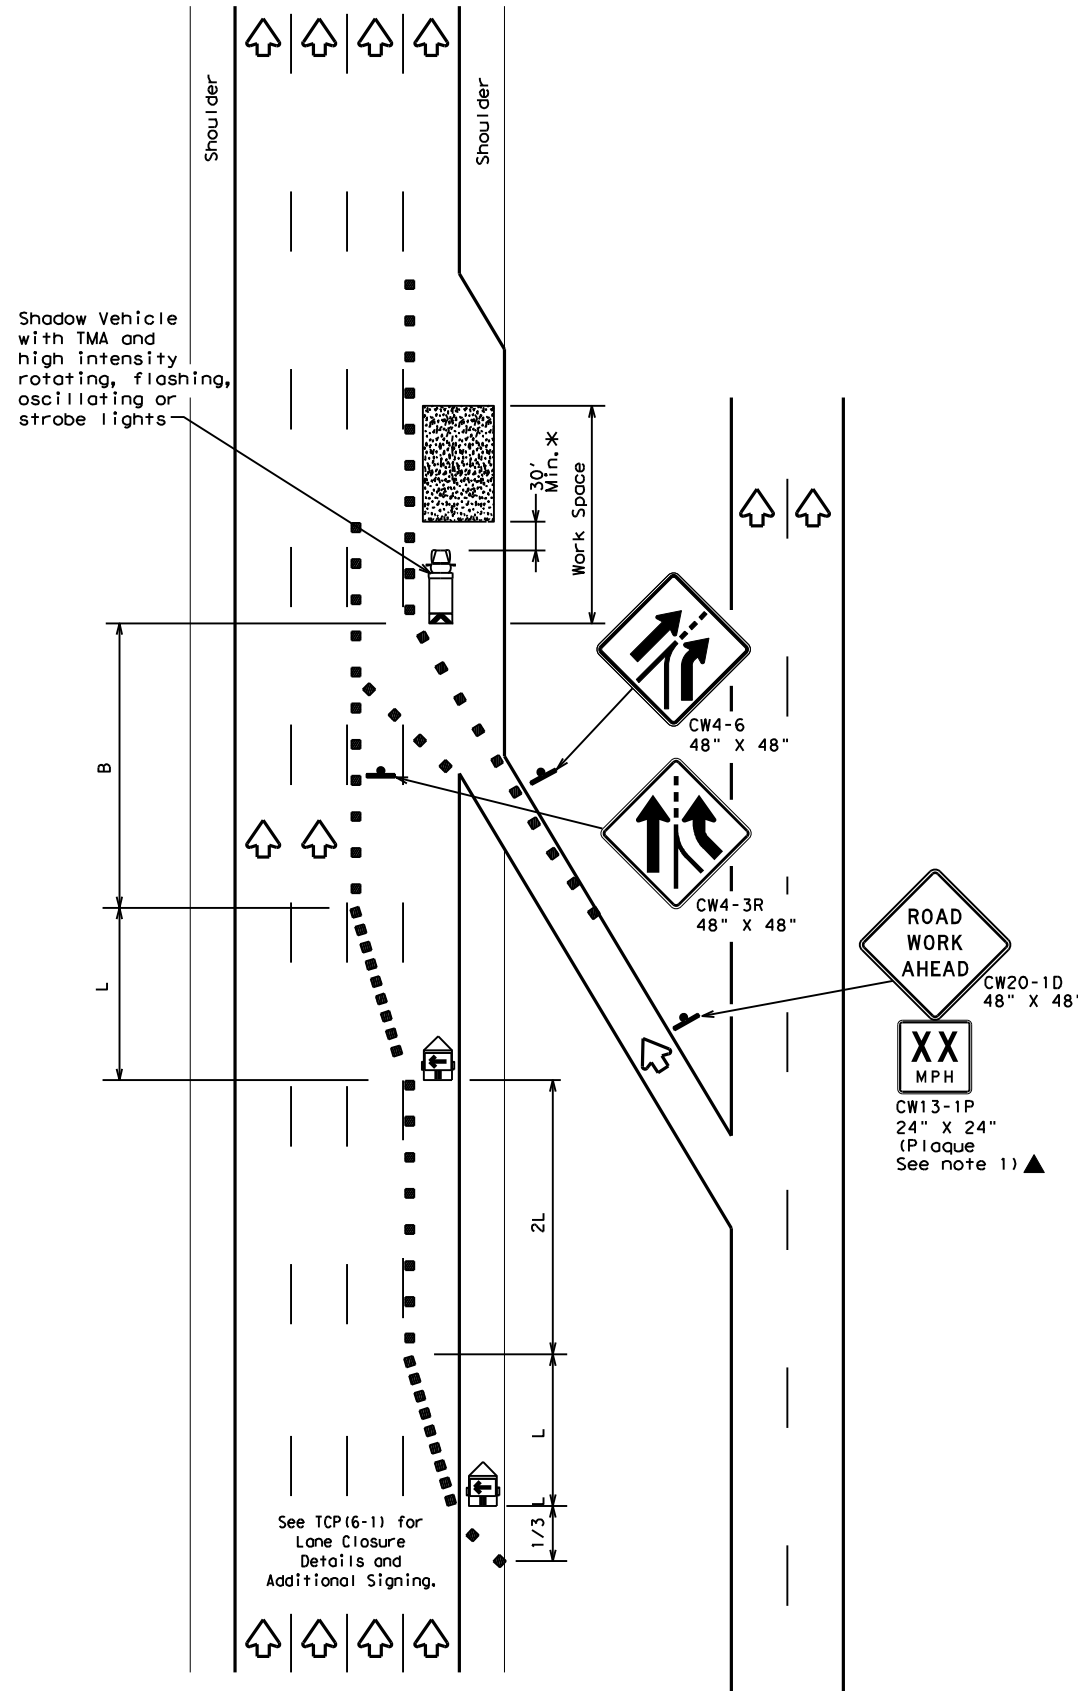 Shoulder
Shoulder
Shadow Vehicle
with TMA and
high intensity
rotating, flashing,
oscillating or
strobe lights
30'
Min.*
Work Space
CW4-6
48" X 48"
B
CW4-3R
48" X 48"
ROAD
WORK
AHEAD
CW20-1D
48" X 48"
L
XX
MPH
CW13-1P
24" X 24"
(Plaque
See note 1)▲
2L
L
1/3 L
See TCP(6-1) for
Lane Closure
Details and
Additional Signing.